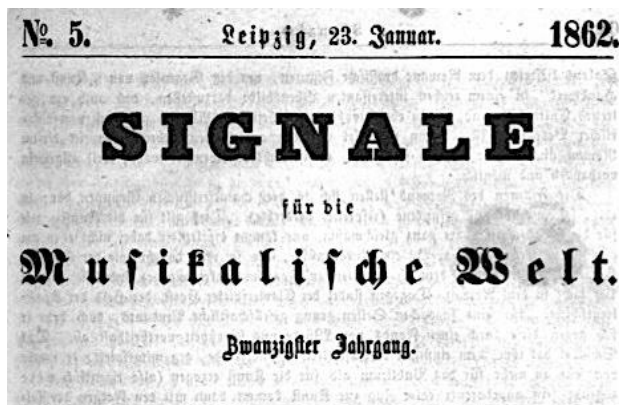 No. 5. Leipzig, 23. Januar. 1862.
SIGNALE
für die
Musikalische Welt.
Zwanzigster Jahrgang.